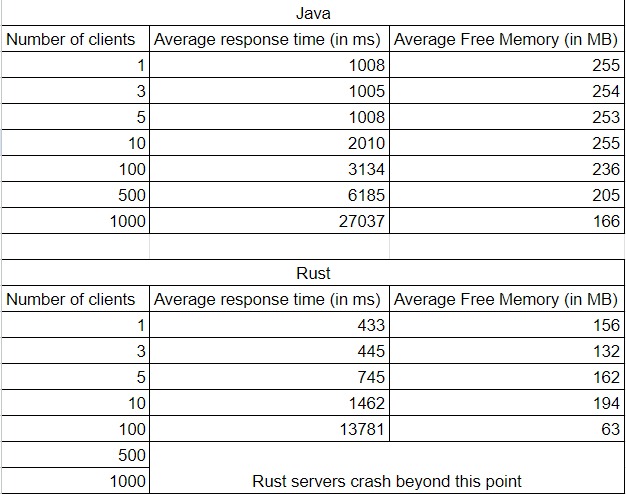 Java
Number of clients Average response time (in ms) Average Free Memory (in MB)
1 1008 255
3 1005 254
5 1008 253
10 2010 255
100 3134 236
500 6185 205
1000 27037 166
Rust
Number of clients Average response time (in ms) Average Free Memory (in MB)
1 433 156
3 445 132
5 745 162
10 1462 194
100 13781 63
500
1000 Rust servers crash beyond this point